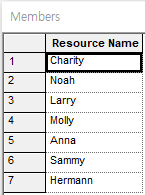 Members
Resource Name
1 Charity
2 Noah
3 Larry
4 Molly
5 Anna
6 Sammy
7 Hermann